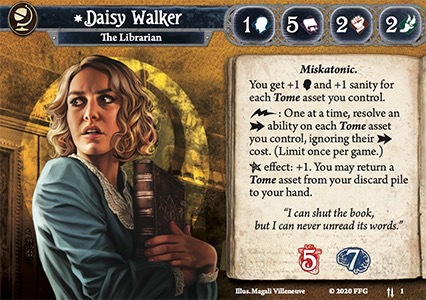 *Daisy Walker
The Librarian
1 5 2 2
Miskatonic.
You get +1 and +1 sanity for
each Tome asset you control.
: One at a time, resolve an
ability on each Tome asset
you control, ignoring their
cost. (Limit once per game.)
effect: +1. You may return a
Tome asset from your discard pile
to your hand.
“I can shut the book,
but I can never unread its words.”
5 7
Illus. Magali Villeneuve © 2020 FFG 1